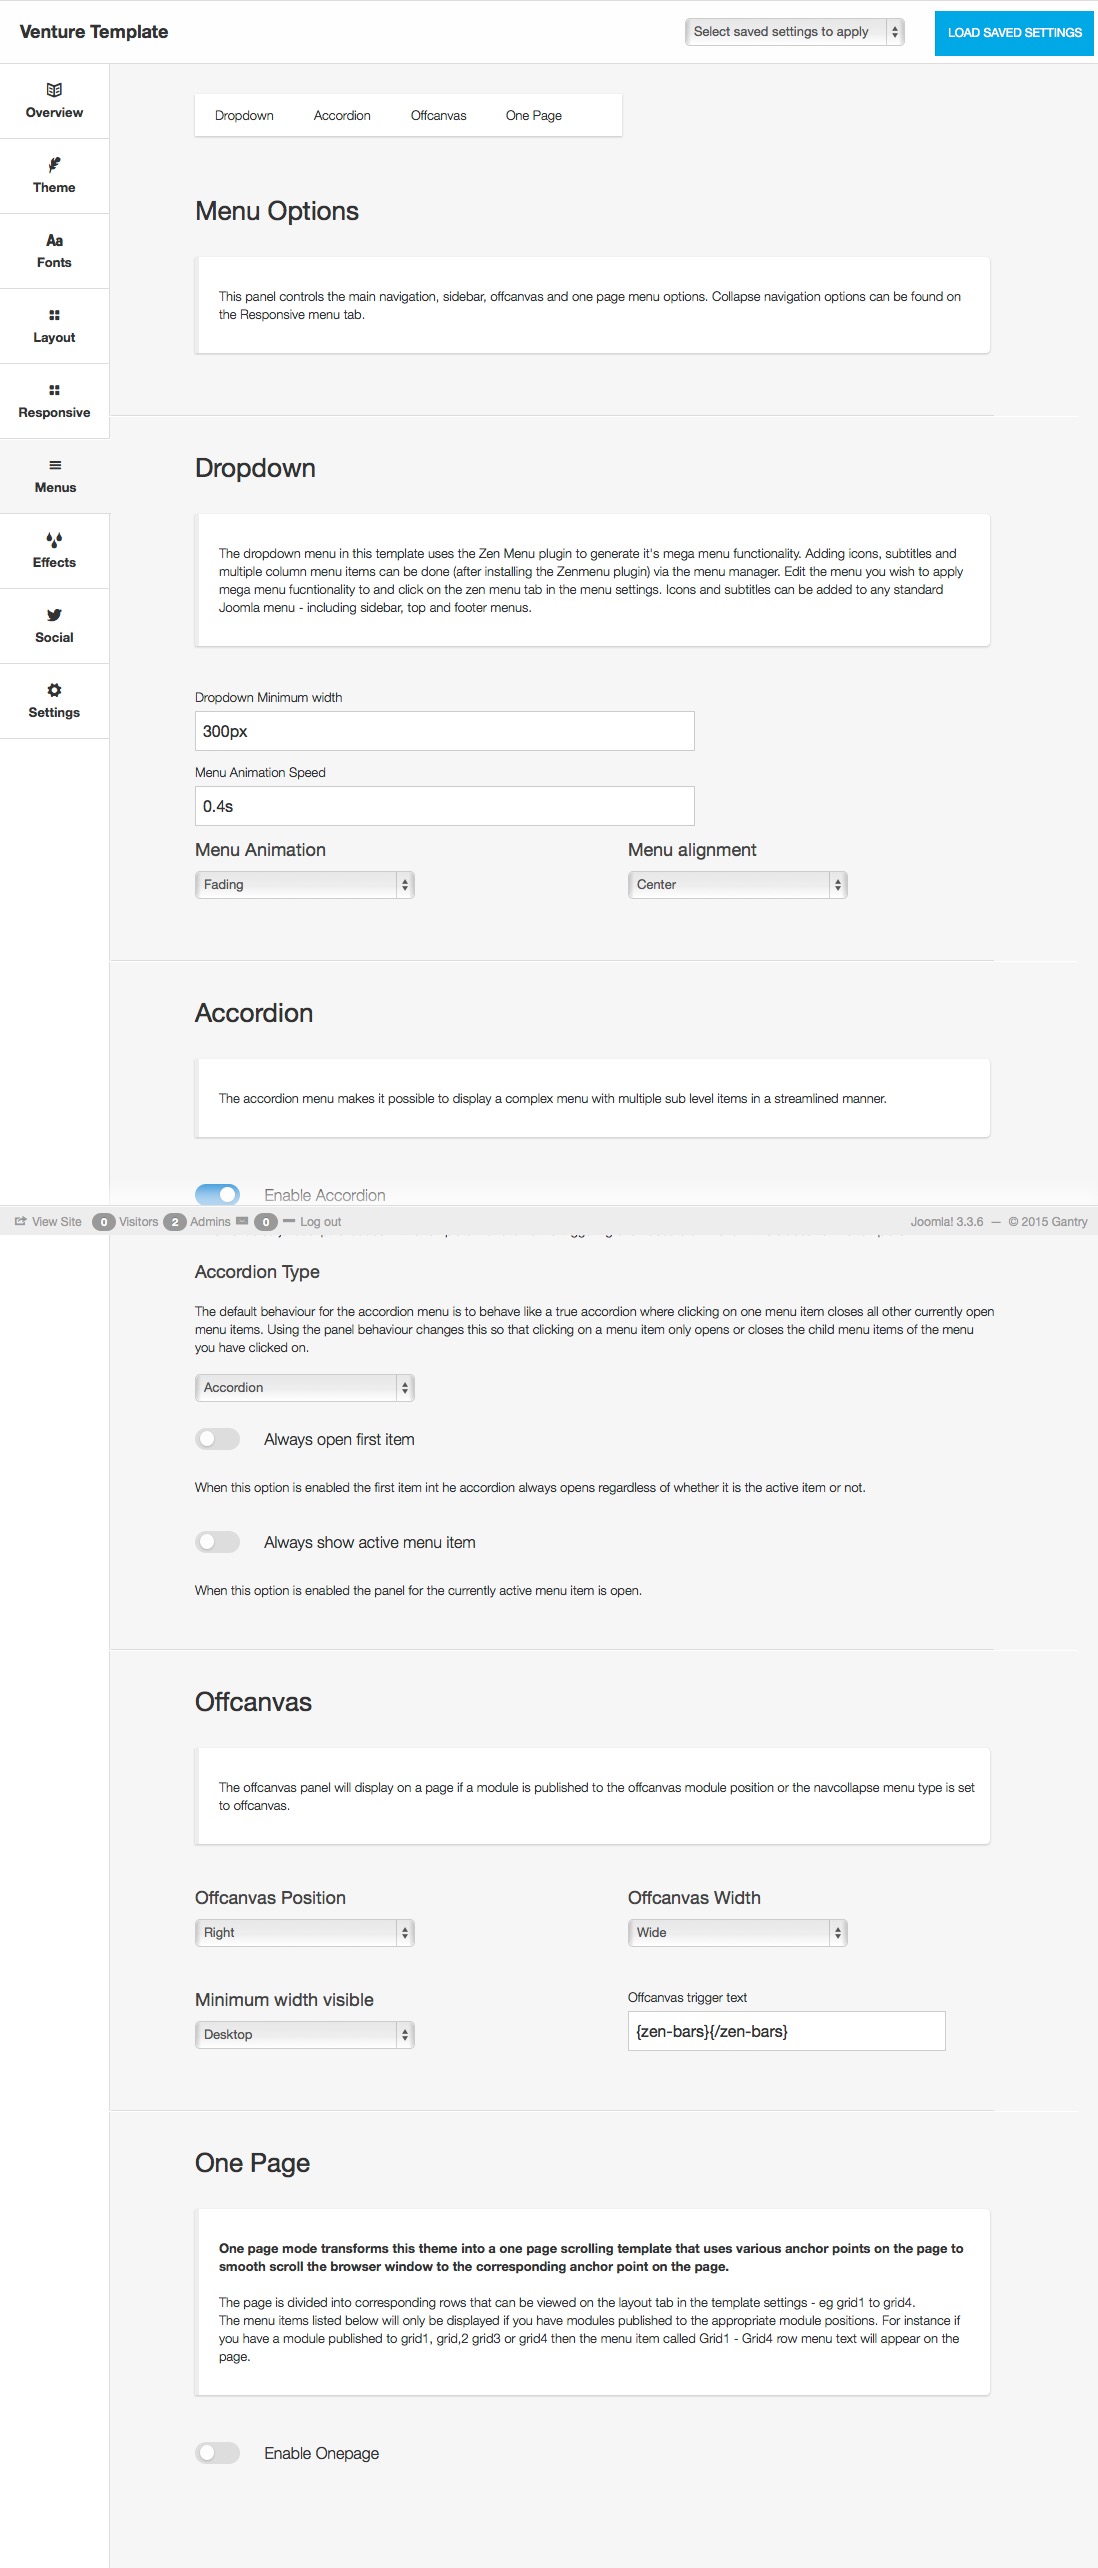 Venture Template
Select saved settings to apply
LOAD SAVED SETTINGS
Overview
Theme
Aa
Fonts
Layout
Responsive
Menus
Effects
Social
Settings
Dropdown Accordion Offcanvas One Page
Menu Options
This panel controls the main navigation, sidebar, offcanvas and one page menu options. Collapse navigation options can be found on
the Responsive menu tab.
Dropdown
The dropdown menu in this template uses the Zen Menu plugin to generate it's mega menu functionality. Adding icons, subtitles and
multiple column menu items can be done (after installing the Zenmenu plugin) via the menu manager. Edit the menu you wish to apply
mega menu fucntionality to and click on the zen menu tab in the menu settings. Icons and subtitles can be added to any standard
Joomla menu - including sidebar, top and footer menus.
Dropdown Minimum width
300px
Menu Animation Speed
0.4s
Menu Animation Menu alignment
Fading Center
Accordion
The accordion menu makes it possible to display a complex menu with multiple sub level items in a streamlined manner.
Enable Accordion
View Site 0 Visitors 2 Admins 0 Log out Joomla! 3.3.6 — © 2015 Gantry
Accordion Type
The default behaviour for the accordion menu is to behave like a true accordion where clicking on one menu item closes all other currently open
menu items. Using the panel behaviour changes this so that clicking on a menu item only opens or closes the child menu items of the menu
you have clicked on.
Accordion
Always open first item
When this option is enabled the first item int he accordion always opens regardless of whether it is the active item or not.
Always show active menu item
When this option is enabled the panel for the currently active menu item is open.
Offcanvas
The offcanvas panel will display on a page if a module is published to the offcanvas module position or the navcollapse menu type is set
to offcanvas.
Offcanvas Position Offcanvas Width
Right Wide
Minimum width visible Offcanvas trigger text
Desktop {zen-bars}{/zen-bars}
One Page
One page mode transforms this theme into a one page scrolling template that uses various anchor points on the page to
smooth scroll the browser window to the corresponding anchor point on the page.
The page is divided into corresponding rows that can be viewed on the layout tab in the template settings - eg grid1 to grid4.
The menu items listed below will only be displayed if you have modules published to the appropriate module positions. For instance if
you have a module published to grid1, grid,2 grid3 or grid4 then the menu item called Grid1 - Grid4 row menu text will appear on the
page.
Enable Onepage